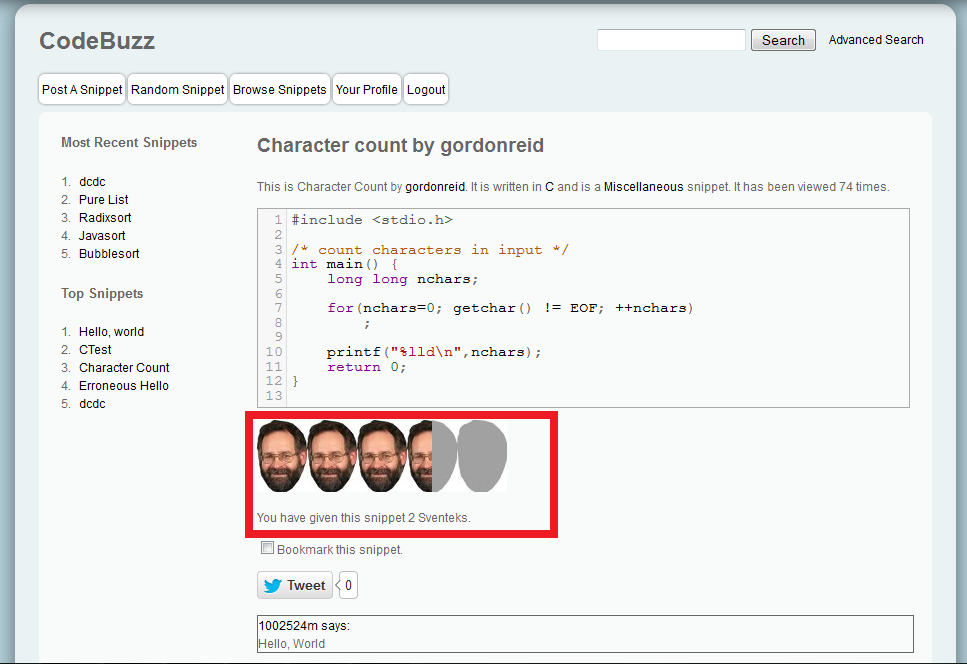 CodeBuzz
Search
Advanced Search
Post A Snippet
Random Snippet
Browse Snippets
Your Profile
Logout
Most Recent Snippets
1. dcdc
2. Pure List
3. Radixsort
4. Javasort
5. Bubblesort
Top Snippets
1. Hello, world
2. CTest
3. Character Count
4. Erroneous Hello
5. dcdc
Character count by gordonreid
This is Character Count by gordonreid. It is written in C and is a Miscellaneous snippet. It has been viewed 74 times.
1 #include <stdio.h>
2
3 /* count characters in input */
4 int main() {
5     long long nchars;
6
7     for(nchars=0; getchar() != EOF; ++nchars)
8         ;
9
10     printf("%lld\n",nchars);
11     return 0;
12 }
13
You have given this snippet 2 Sventeks.
Bookmark this snippet.
Tweet
0
1002524m says:
Hello, World